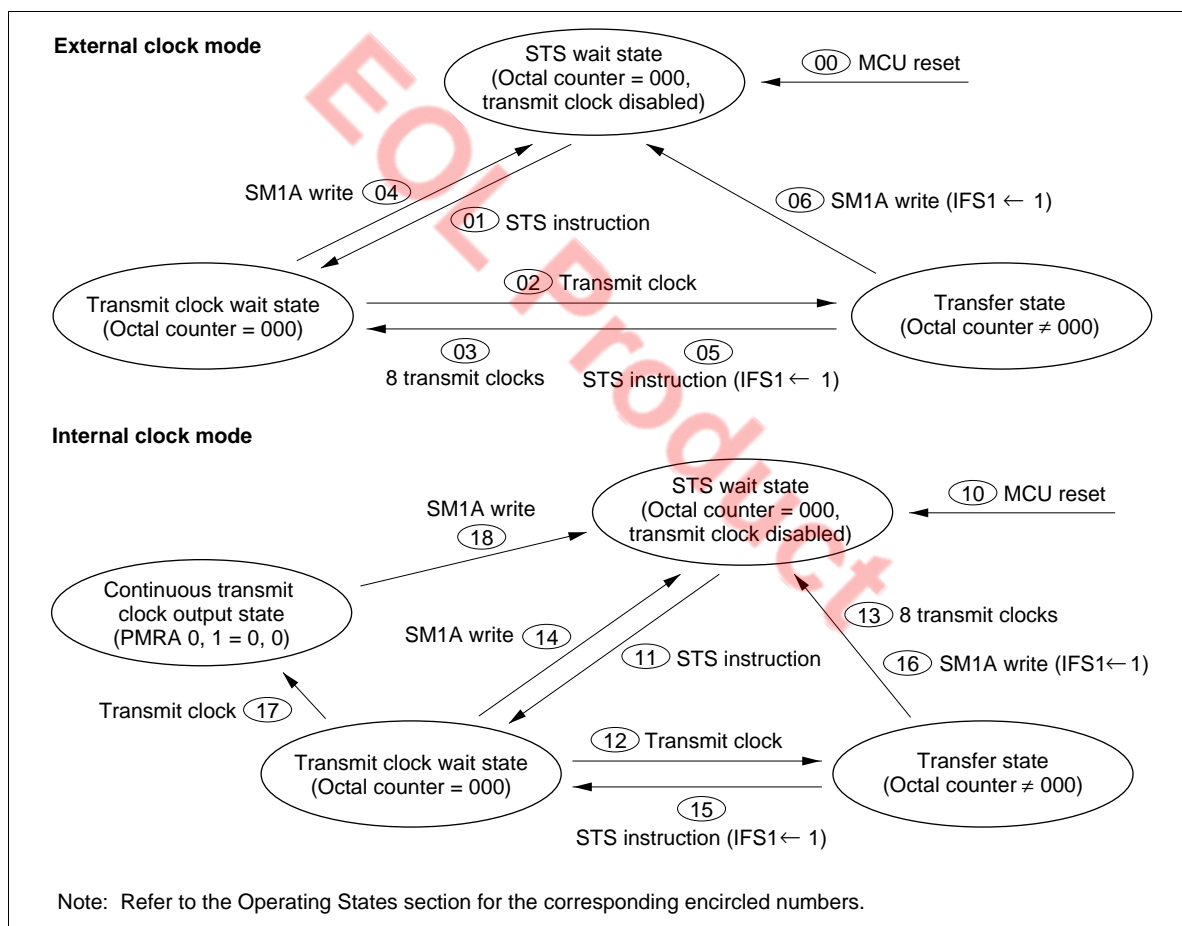 External clock mode
STS wait state
(Octal counter = 000,
transmit clock disabled)
00 MCU reset
SM1A write 04
01 STS instruction
06 SM1A write (IFS1 ← 1)
02 Transmit clock
Transmit clock wait state
(Octal counter = 000)
Transfer state
(Octal counter ≠ 000)
03
8 transmit clocks
05
STS instruction (IFS1 ← 1)
Internal clock mode
STS wait state
(Octal counter = 000,
transmit clock disabled)
10 MCU reset
SM1A write
18
Continuous transmit
clock output state
(PMRA 0, 1 = 0, 0)
SM1A write 14
11 STS instruction
13 8 transmit clocks
16 SM1A write (IFS1← 1)
Transmit clock 17
12 Transmit clock
Transmit clock wait state
(Octal counter = 000)
Transfer state
(Octal counter ≠ 000)
15
STS instruction (IFS1 ← 1)
Note: Refer to the Operating States section for the corresponding encircled numbers.
EOL Product